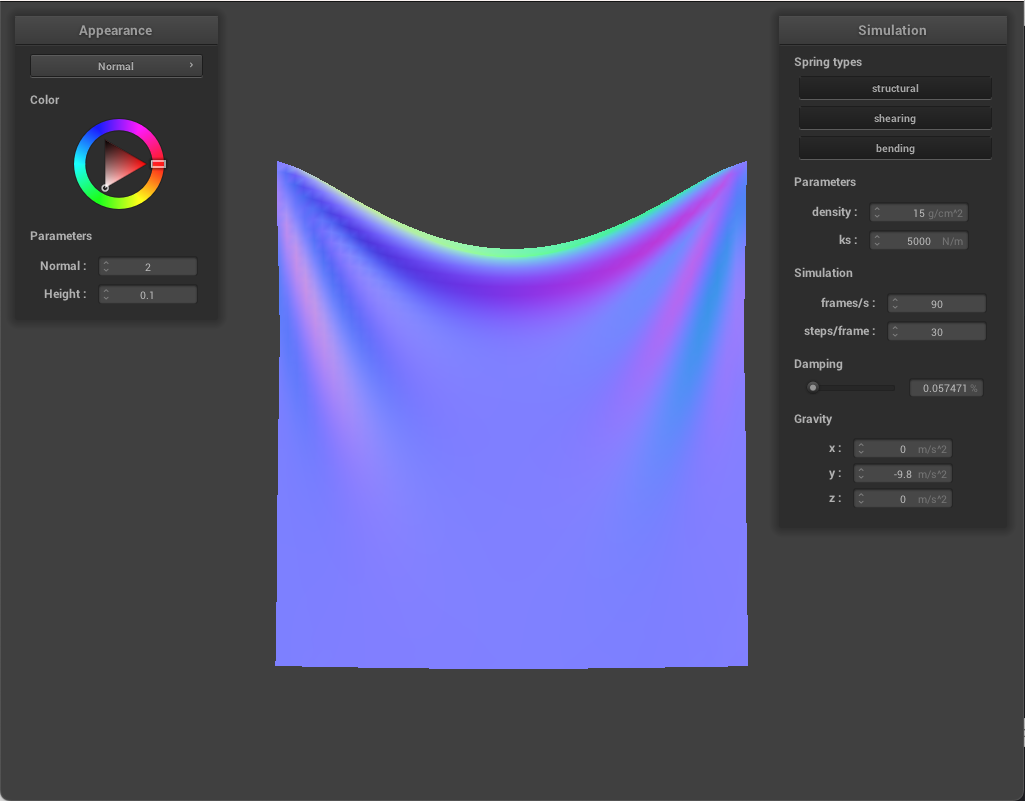 Appearance
Normal ›
Color
Parameters
Normal : 2
Height : 0.1
Simulation
Spring types
structural
shearing
bending
Parameters
density : 15 g/cm^2
ks : 5000 N/m
Simulation
frames/s : 90
steps/frame : 30
Damping
0.057471 %
Gravity
x : 0 m/s^2
y : -9.8 m/s^2
z : 0 m/s^2